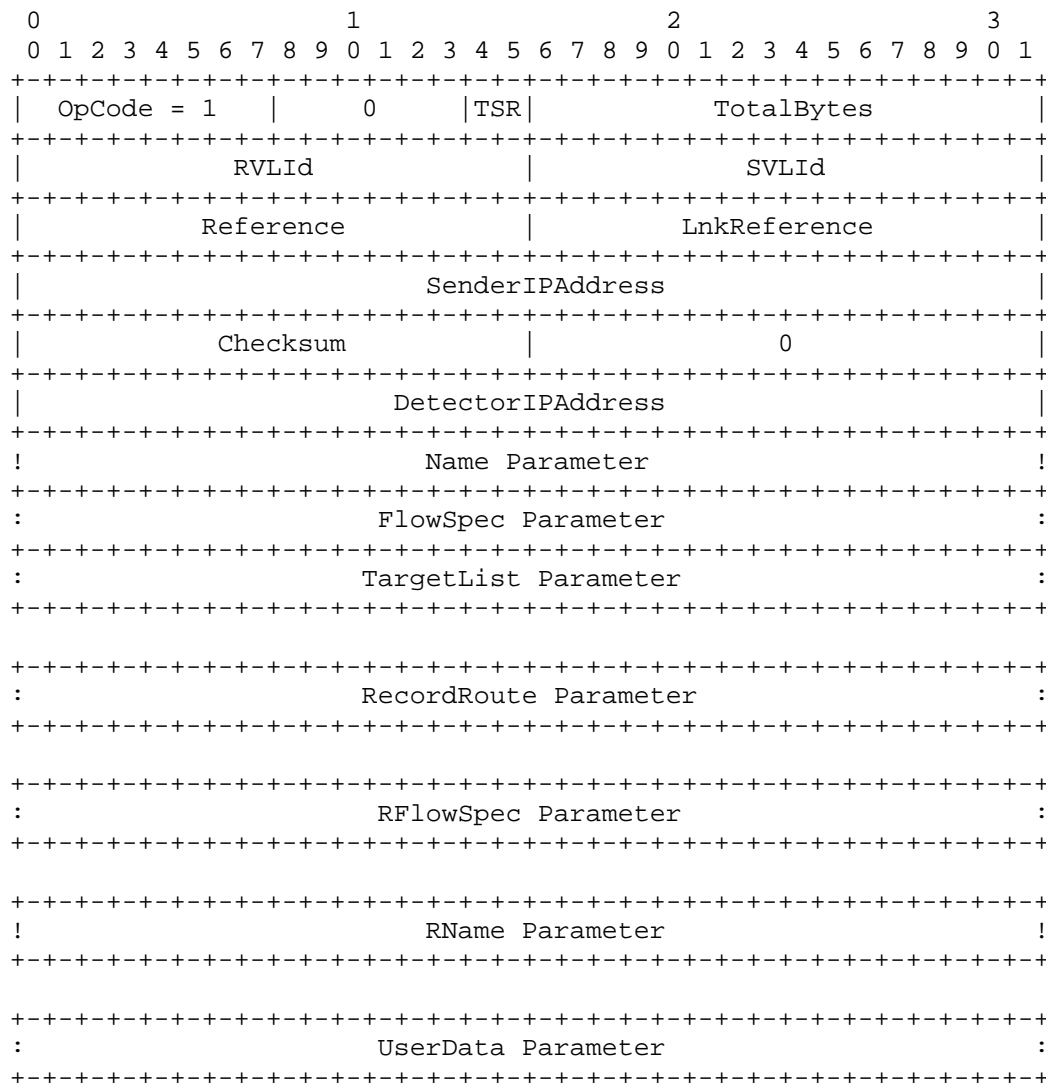 0                   1                   2                   3
 0 1 2 3 4 5 6 7 8 9 0 1 2 3 4 5 6 7 8 9 0 1 2 3 4 5 6 7 8 9 0 1
+-+-+-+-+-+-+-+-+-+-+-+-+-+-+-+-+-+-+-+-+-+-+-+-+-+-+-+-+-+-+-+-+
|  OpCode = 1   |     0     |TSR|           TotalBytes          |
+-+-+-+-+-+-+-+-+-+-+-+-+-+-+-+-+-+-+-+-+-+-+-+-+-+-+-+-+-+-+-+-+
|             RVLId             |             SVLId             |
+-+-+-+-+-+-+-+-+-+-+-+-+-+-+-+-+-+-+-+-+-+-+-+-+-+-+-+-+-+-+-+-+
|           Reference           |         LnkReference          |
+-+-+-+-+-+-+-+-+-+-+-+-+-+-+-+-+-+-+-+-+-+-+-+-+-+-+-+-+-+-+-+-+
|                         SenderIPAddress                       |
+-+-+-+-+-+-+-+-+-+-+-+-+-+-+-+-+-+-+-+-+-+-+-+-+-+-+-+-+-+-+-+-+
|            Checksum           |               0               |
+-+-+-+-+-+-+-+-+-+-+-+-+-+-+-+-+-+-+-+-+-+-+-+-+-+-+-+-+-+-+-+-+
|                       DetectorIPAddress                       |
+-+-+-+-+-+-+-+-+-+-+-+-+-+-+-+-+-+-+-+-+-+-+-+-+-+-+-+-+-+-+-+-+
!                         Name Parameter                        !
+-+-+-+-+-+-+-+-+-+-+-+-+-+-+-+-+-+-+-+-+-+-+-+-+-+-+-+-+-+-+-+-+
:                      FlowSpec Parameter                       :
+-+-+-+-+-+-+-+-+-+-+-+-+-+-+-+-+-+-+-+-+-+-+-+-+-+-+-+-+-+-+-+-+
:                     TargetList Parameter                      :
+-+-+-+-+-+-+-+-+-+-+-+-+-+-+-+-+-+-+-+-+-+-+-+-+-+-+-+-+-+-+-+-+

+-+-+-+-+-+-+-+-+-+-+-+-+-+-+-+-+-+-+-+-+-+-+-+-+-+-+-+-+-+-+-+-+
:                     RecordRoute Parameter                     :
+-+-+-+-+-+-+-+-+-+-+-+-+-+-+-+-+-+-+-+-+-+-+-+-+-+-+-+-+-+-+-+-+

+-+-+-+-+-+-+-+-+-+-+-+-+-+-+-+-+-+-+-+-+-+-+-+-+-+-+-+-+-+-+-+-+
:                      RFlowSpec Parameter                      :
+-+-+-+-+-+-+-+-+-+-+-+-+-+-+-+-+-+-+-+-+-+-+-+-+-+-+-+-+-+-+-+-+

+-+-+-+-+-+-+-+-+-+-+-+-+-+-+-+-+-+-+-+-+-+-+-+-+-+-+-+-+-+-+-+-+
!                         RName Parameter                       !
+-+-+-+-+-+-+-+-+-+-+-+-+-+-+-+-+-+-+-+-+-+-+-+-+-+-+-+-+-+-+-+-+

+-+-+-+-+-+-+-+-+-+-+-+-+-+-+-+-+-+-+-+-+-+-+-+-+-+-+-+-+-+-+-+-+
:                      UserData Parameter                       :
+-+-+-+-+-+-+-+-+-+-+-+-+-+-+-+-+-+-+-+-+-+-+-+-+-+-+-+-+-+-+-+-+